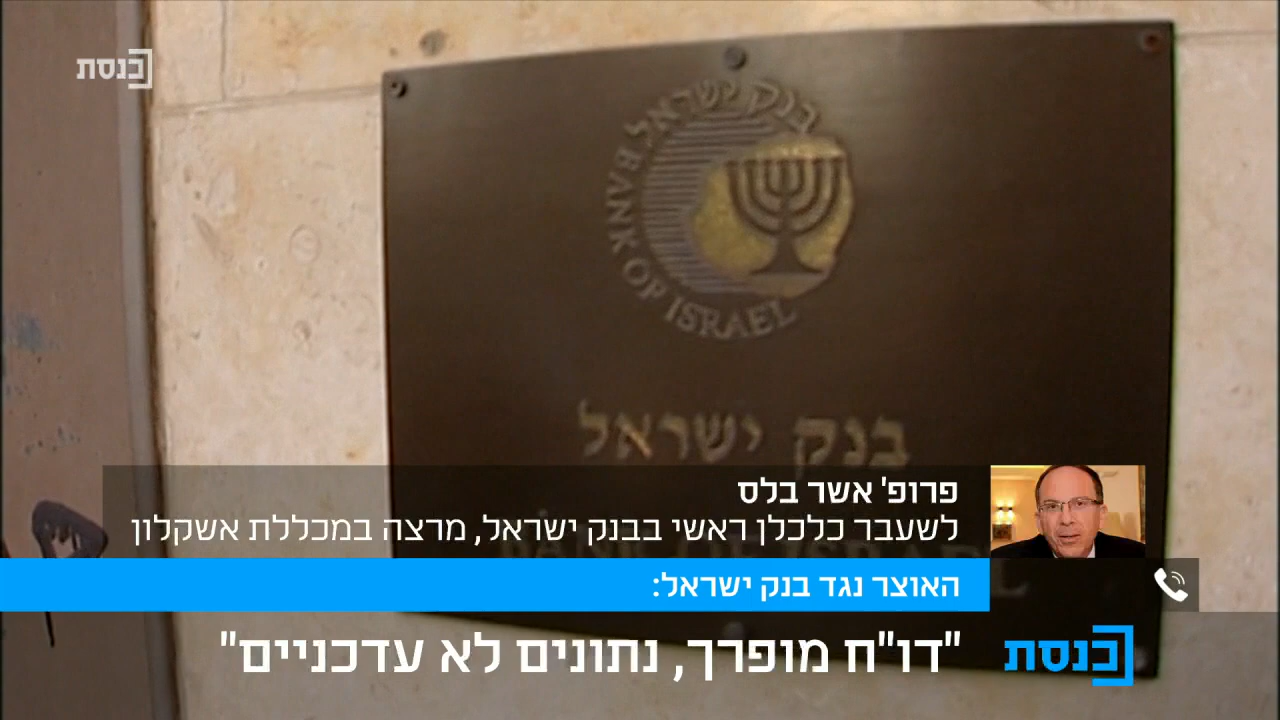 כנסת
בנק ישראל
BANK OF ISRAEL
בנק ישראל
פרופ' אשר בלס
לשעבר כלכלן ראשי בבנק ישראל, מרצה במכללת אשקלון
האוצר נגד בנק ישראל:
"דו"ח מופרך, נתונים לא עדכניים"
כנסת